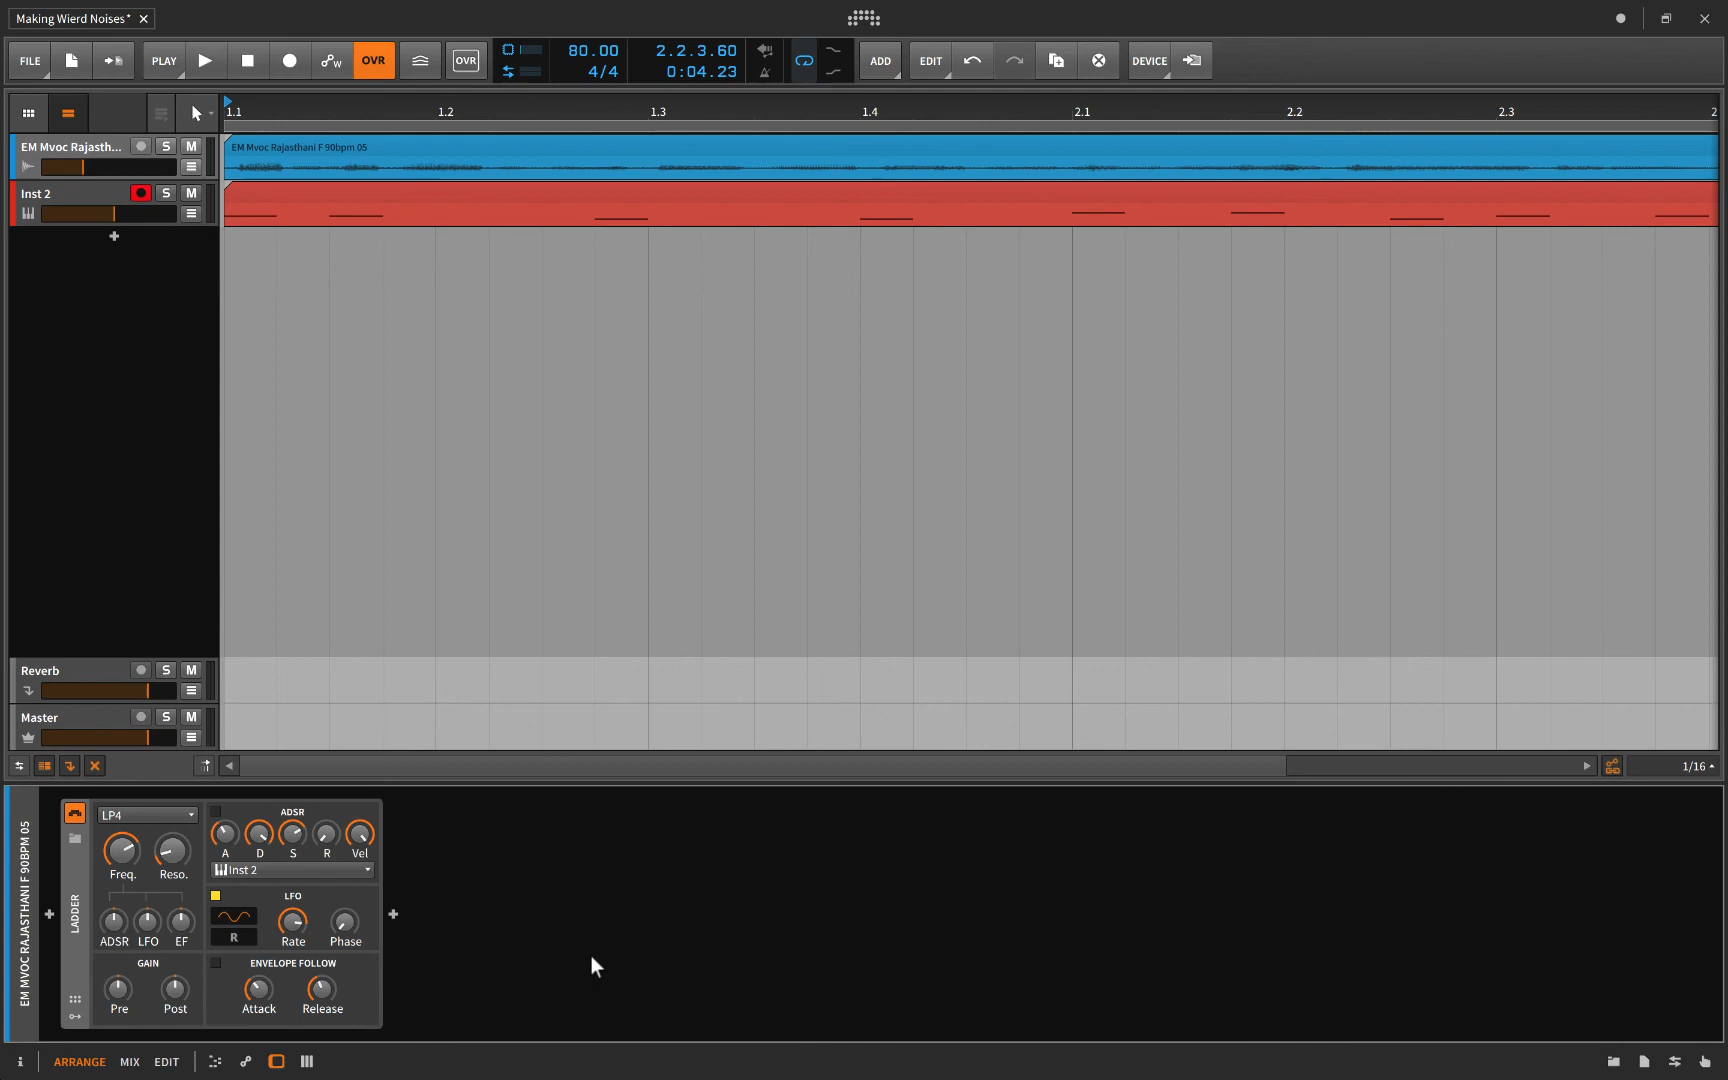 Making Wierd Noises*
FILE PLAY OVR OVR 80.00 2.2.3.60 ADD EDIT DEVICE
4/4 0:04.23
1.1 1.2 1.3 1.4 2.1 2.2 2.3 2
EM Mvoc Rajasth... S M
EM Mvoc Rajasthani F 90bpm 05
Inst 2 S M
Reverb S M
Master S M
1/16
EM MVOC RAJASTHANI F 90BPM 05
LADDER
LP4
Freq. Reso.
ADSR LFO EF
GAIN
Pre Post
ADSR
A D S R Vel
Inst 2
LFO
R
Rate Phase
ENVELOPE FOLLOW
Attack Release
i ARRANGE MIX EDIT